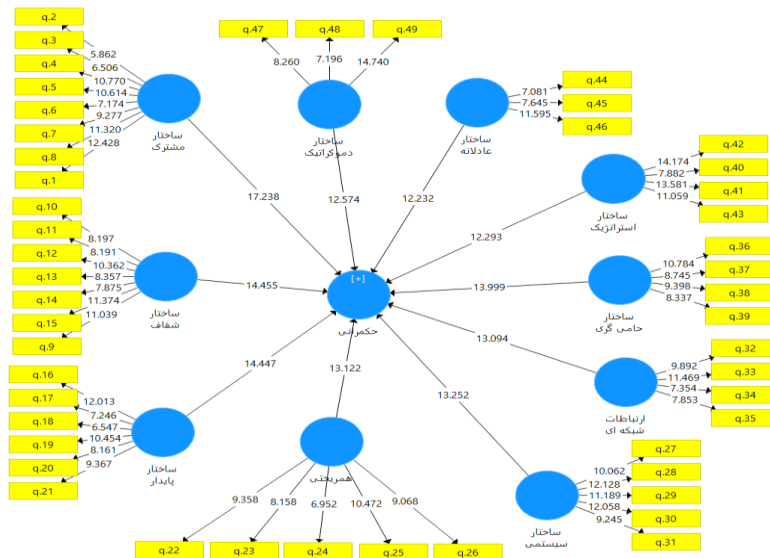 q.2
q.3
q.4
q.5
q.6
q.7
q.8
q.1
5.862
6.506
10.770
10.614
7.174
9.277
11.320
12.428
ساختار
مشترک
17.238
q.47
q.48
q.49
8.260
7.196
14.740
ساختار
دموکراتیک
12.574
q.44
q.45
q.46
7.081
7.645
11.595
ساختار
عادلانه
12.232
q.42
q.40
q.41
q.43
14.174
7.882
13.581
11.059
ساختار
استراتژیک
12.293
q.10
q.11
q.12
q.13
q.14
q.15
q.9
8.197
8.191
10.362
8.357
7.875
11.374
11.039
ساختار
شفاف
14.455
[+]
حکمرانی
q.36
q.37
q.38
q.39
10.784
8.745
9.398
8.337
ساختار
حامی گری
13.999
q.32
q.33
q.34
q.35
9.892
11.469
7.354
7.853
ارتباطات
شبکه ای
13.094
q.16
q.17
q.18
q.19
q.20
q.21
12.013
7.246
6.547
10.454
8.161
9.367
ساختار
پایدار
14.447
13.122
9.358
8.158
6.952
10.472
9.068
q.22
q.23
q.24
q.25
q.26
13.252
q.27
q.28
q.29
q.30
q.31
10.062
12.128
11.189
12.058
9.245
ساختار
سیستمی